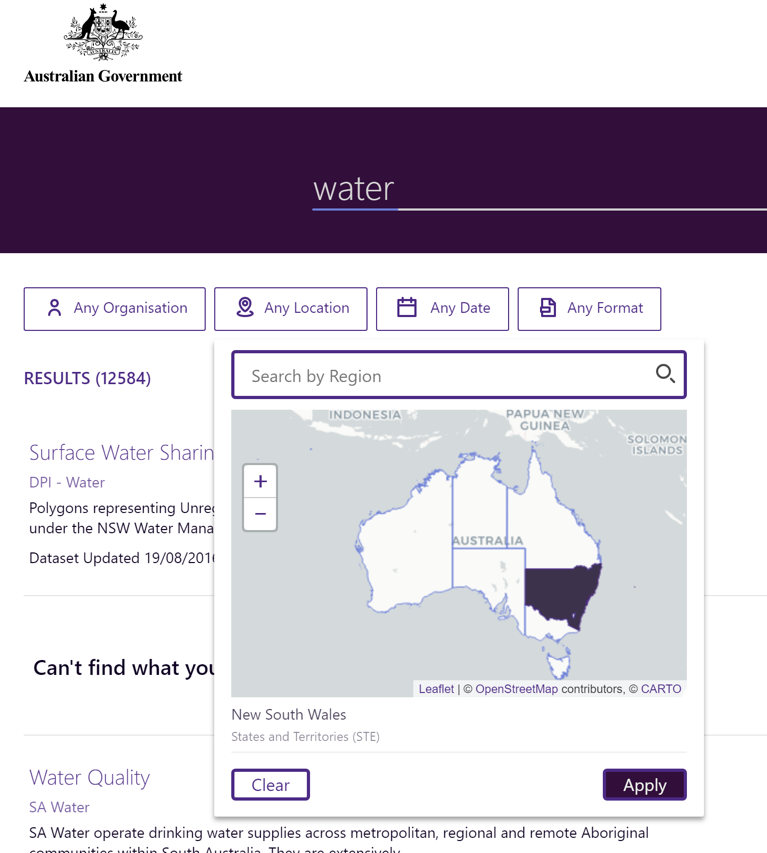 Australian Government
water
Any Organisation
Any Location
Any Date
Any Format
RESULTS (12584)
Search by Region
INDONESIA
PAPUA NEW
GUINEA
SOLOMON
ISLANDS
+
−
AUSTRALIA
Leaflet | © OpenStreetMap contributors, © CARTO
New South Wales
States and Territories (STE)
Clear
Apply
Surface Water Sharin
DPI - Water
Polygons representing Unreg
under the NSW Water Mana
Dataset Updated 19/08/2016
Can't find what you
Water Quality
SA Water
SA Water operate drinking water supplies across metropolitan, regional and remote Aboriginal
communities within South Australia. They are extensively